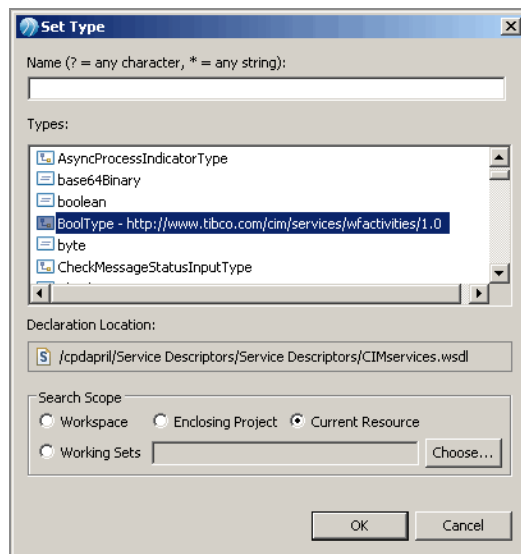 Set Type
Name (? = any character, * = any string):
Types:
AsyncProcessIndicatorType
base64Binary
boolean
BoolType - http://www.tibco.com/cim/services/wfactivities/1.0
byte
CheckMessageStatusInputType
Declaration Location:
/cpdapril/Service Descriptors/Service Descriptors/CIMservices.wsdl
Search Scope
Workspace Enclosing Project Current Resource
Working Sets Choose...
OK Cancel